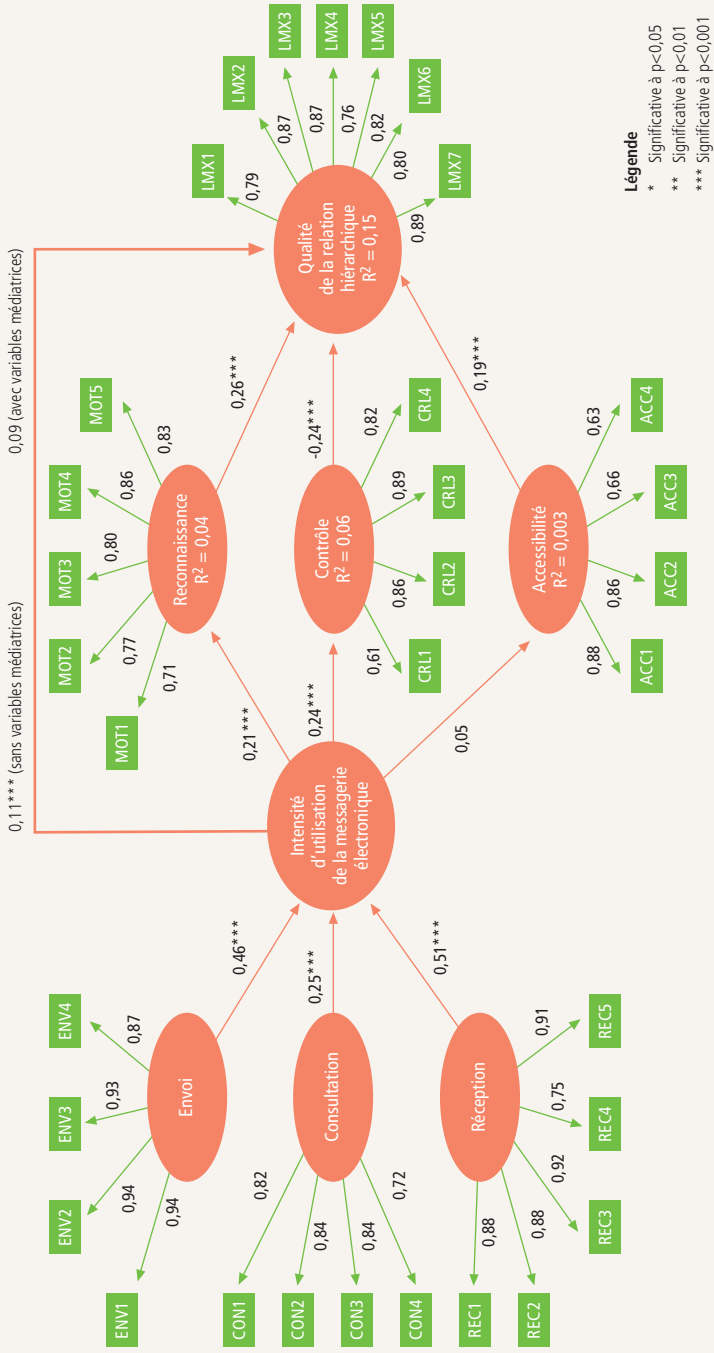 0,11*** (sans variables médiatrices)
0,09 (avec variables médiatrices)
ENV1
ENV2
ENV3
ENV4
0,94
0,94
0,93
0,87
Envoi
0,46***
CON1
CON2
CON3
CON4
0,82
0,84
0,84
0,72
Consultation
0,25***
REC1
REC2
REC3
REC4
REC5
0,88
0,88
0,92
0,75
0,91
Réception
0,51***
Intensité
d'utilisation
de la messagerie
électronique
0,21***
0,24***
0,05
MOT1
MOT2
MOT3
MOT4
MOT5
0,71
0,77
0,80
0,86
0,83
Reconnaissance
R² = 0,04
0,26***
Contrôle
R² = 0,06
-0,24***
CRL1
CRL2
CRL3
CRL4
0,61
0,86
0,89
0,82
Accessibilité
R² = 0,003
0,19***
ACC1
ACC2
ACC3
ACC4
0,88
0,86
0,66
0,63
Qualité
de la relation
hiérarchique
R² = 0,15
LMX1
LMX2
LMX3
LMX4
LMX5
LMX6
LMX7
0,79
0,87
0,87
0,76
0,82
0,80
0,89
Légende
* Significative à p<0,05
** Significative à p<0,01
*** Significative à p<0,001